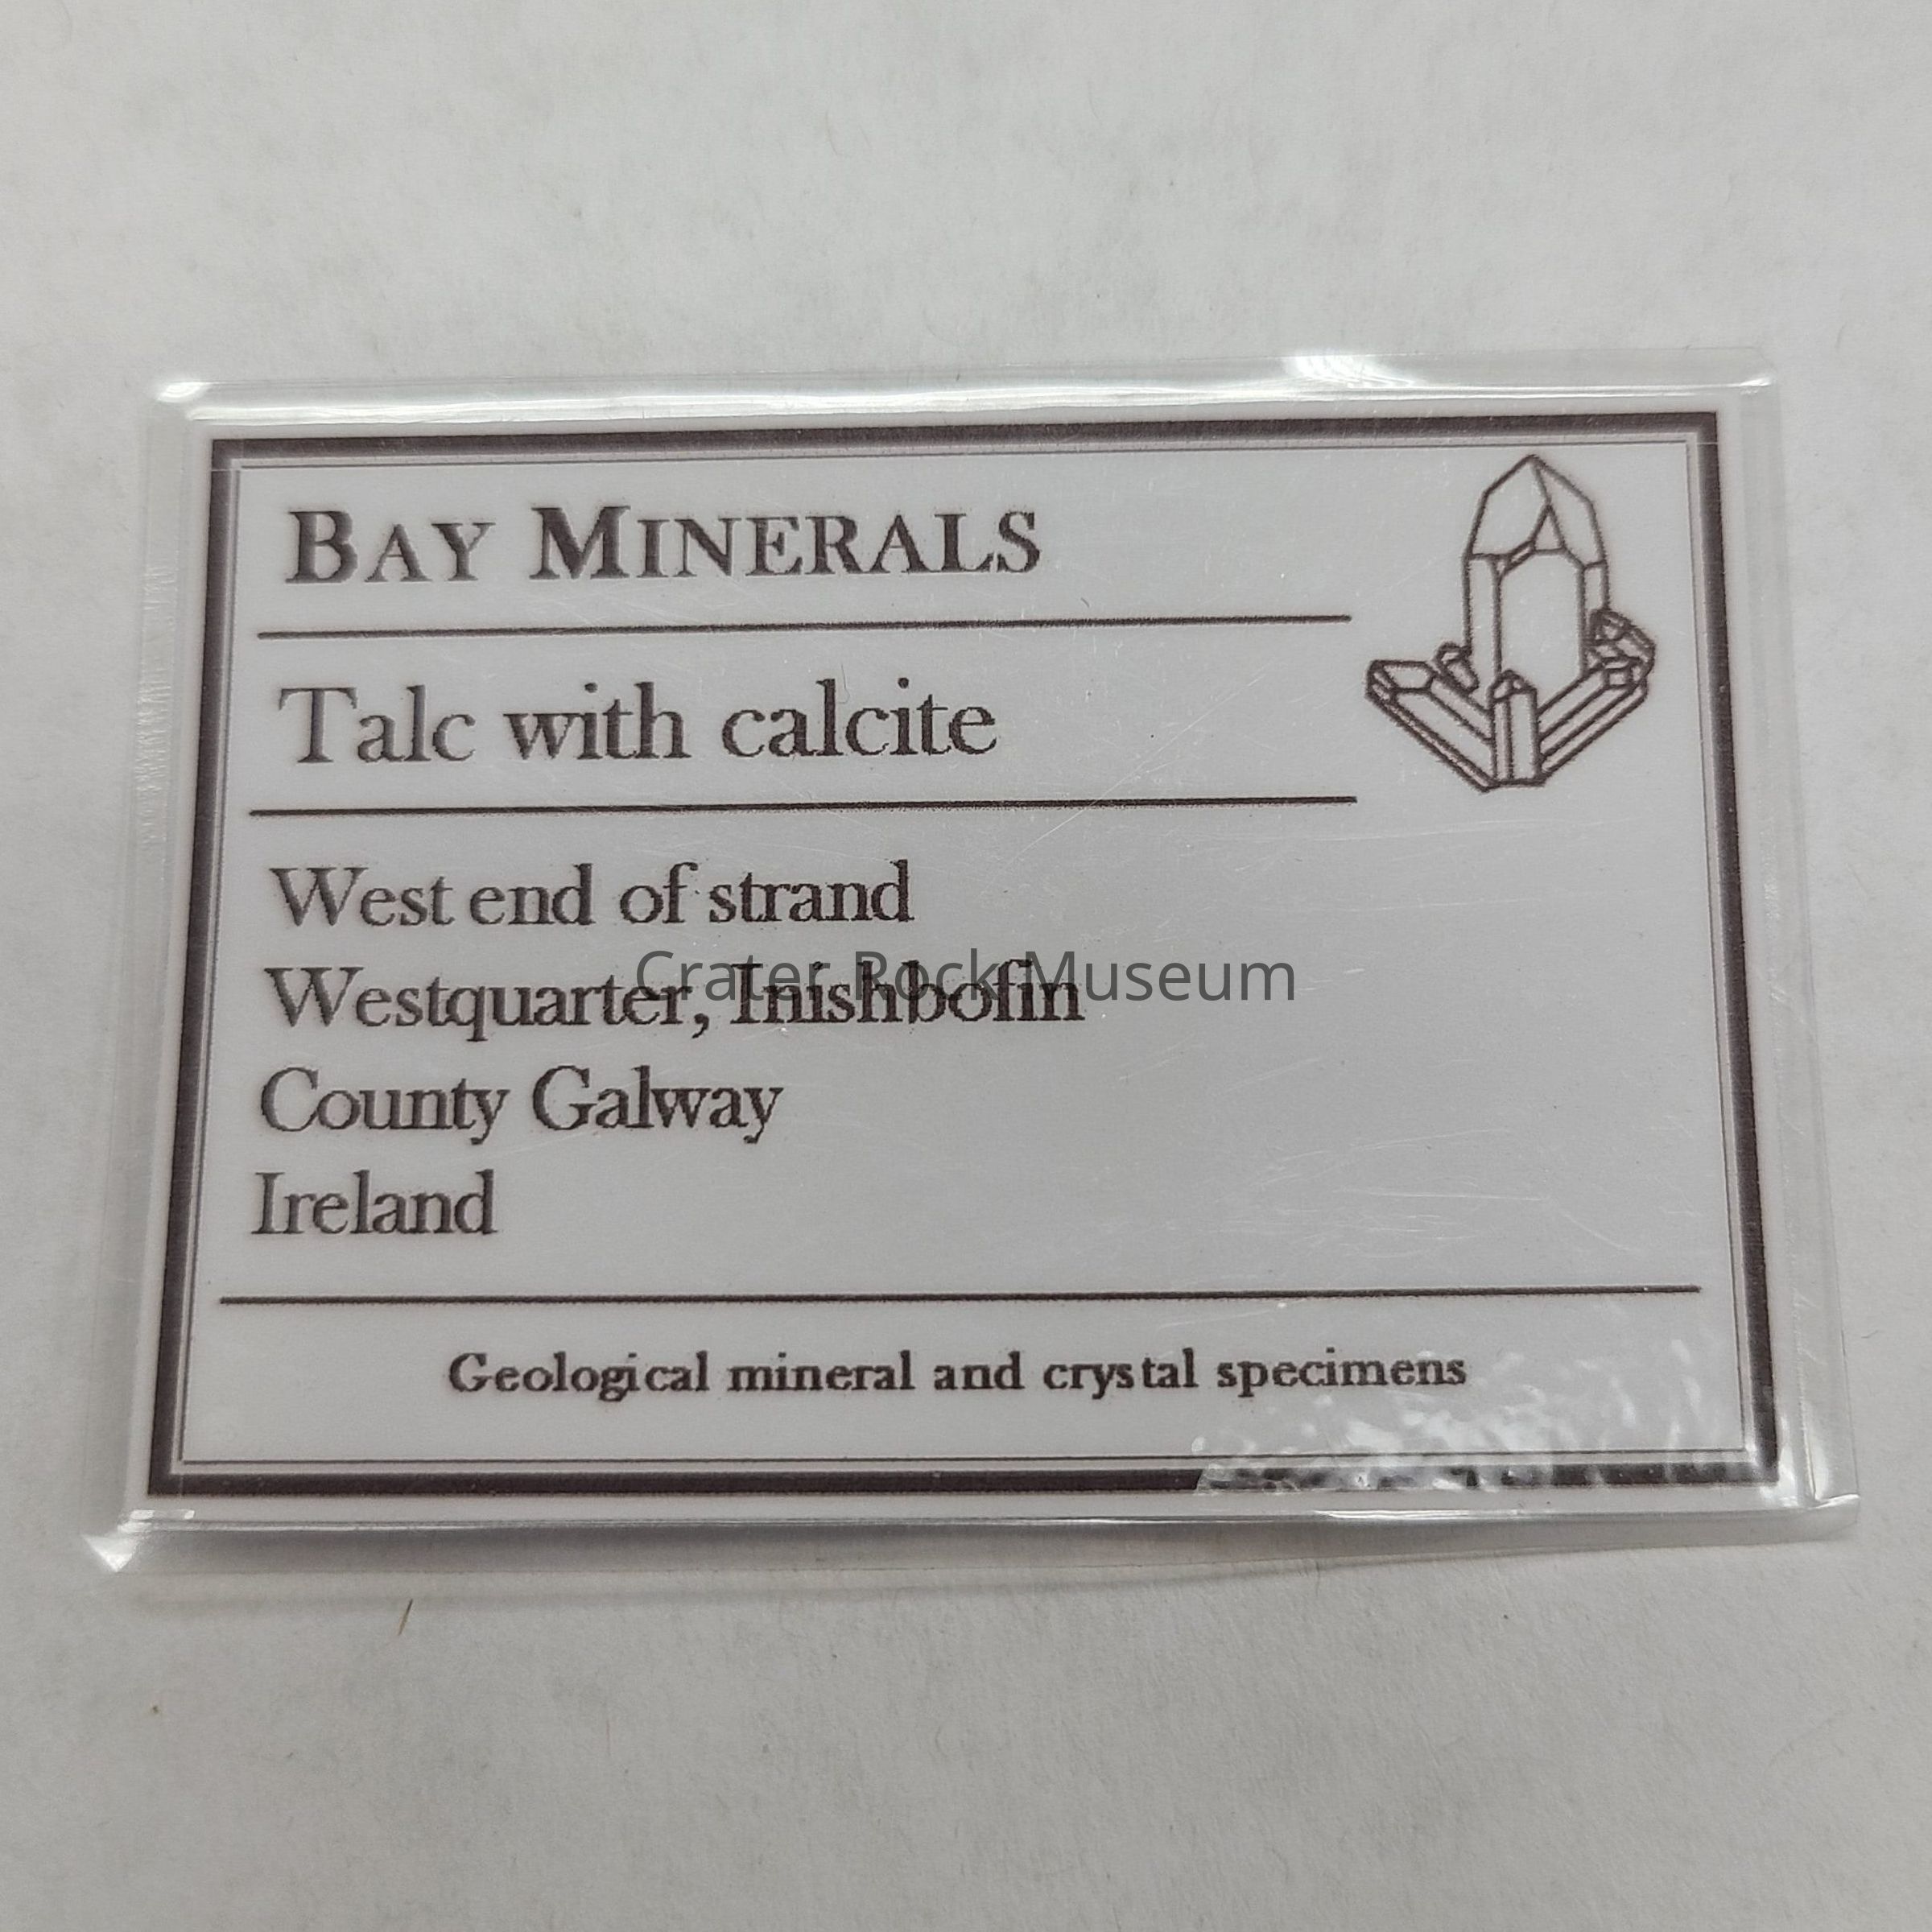 BAY MINERALS
Talc with calcite
West end of strand
Crater Rock Museum
Westquarter, Inishbofin
County Galway
Ireland
Geological mineral and crystal specimens